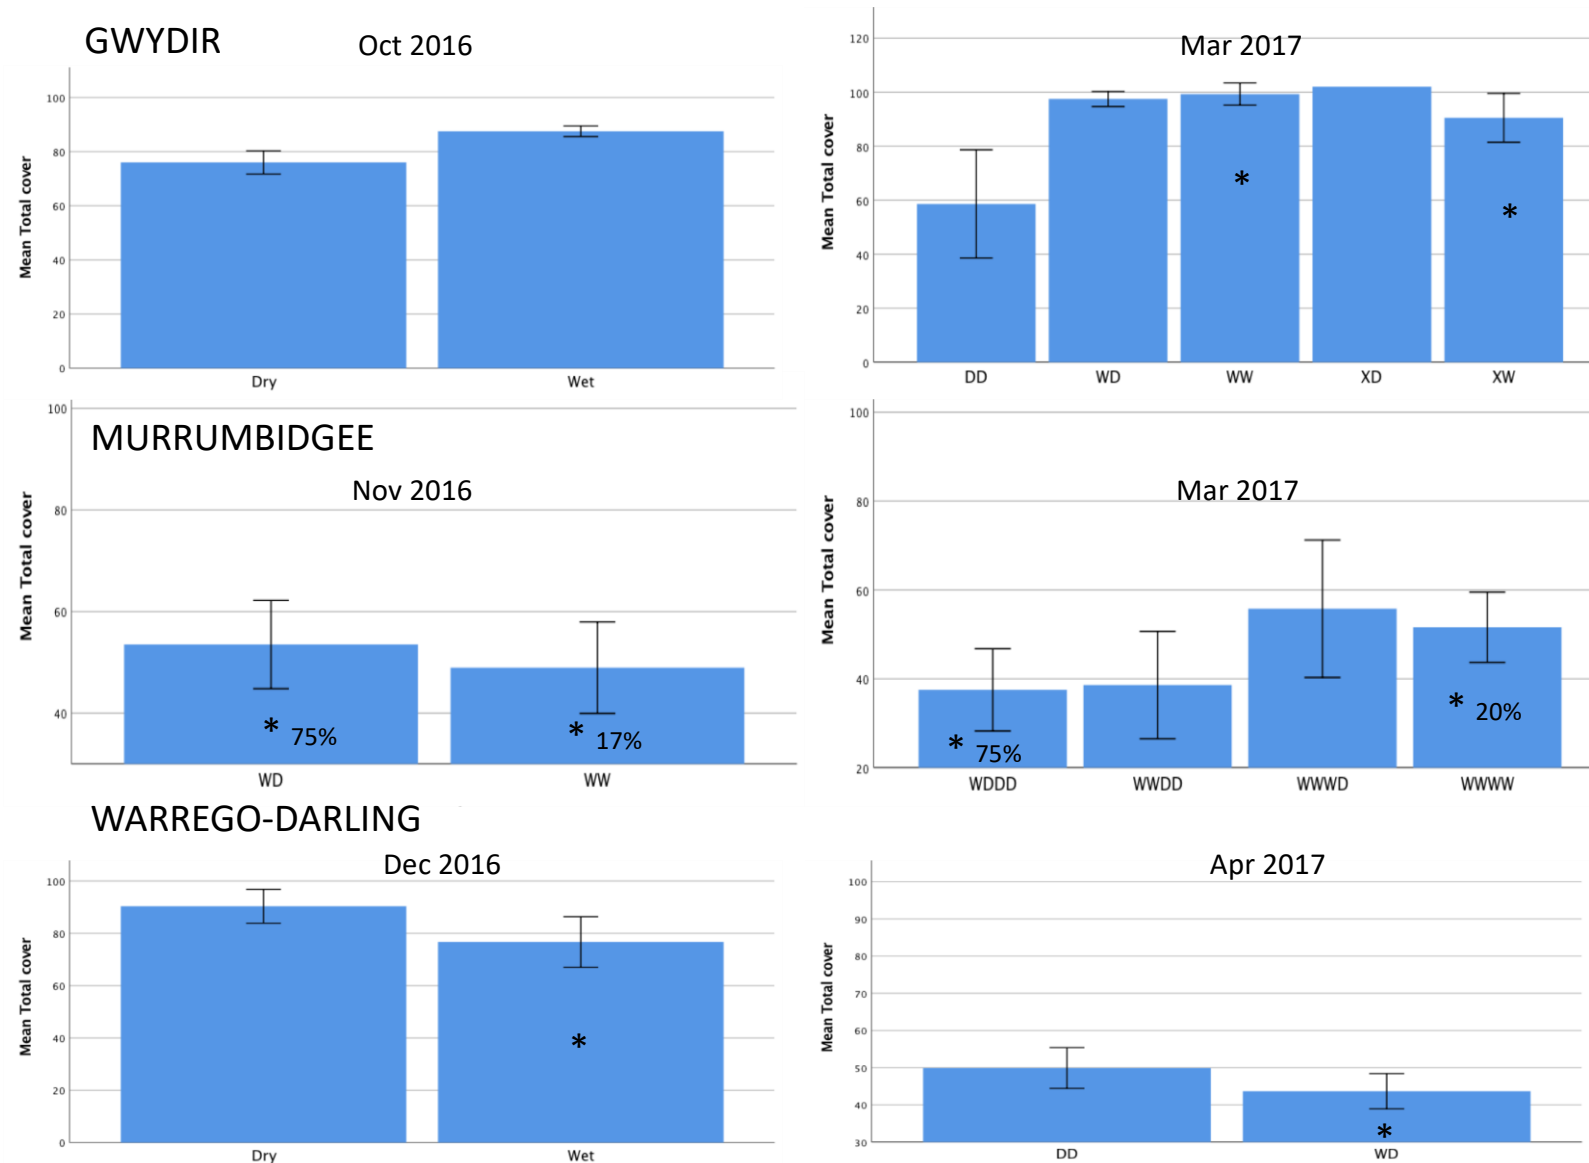 GWYDIR
Oct 2016
Mean Total cover
100
80
60
40
20
0
Dry
Wet
Mar 2017
Mean Total cover
120
100
80
60
40
20
0
*
*
DD
WD
WW
XD
XW
MURRUMBIDGEE
Nov 2016
Mean Total cover
100
80
60
40
* 75%
* 17%
WD
WW
Mar 2017
Mean Total cover
100
80
60
40
20
* 75%
* 20%
WDDD
WWDD
WWWD
WWWW
WARREGO-DARLING
Dec 2016
Mean Total cover
100
80
60
40
20
0
*
Dry
Wet
Apr 2017
Mean Total cover
100
90
80
70
60
50
40
30
*
DD
WD